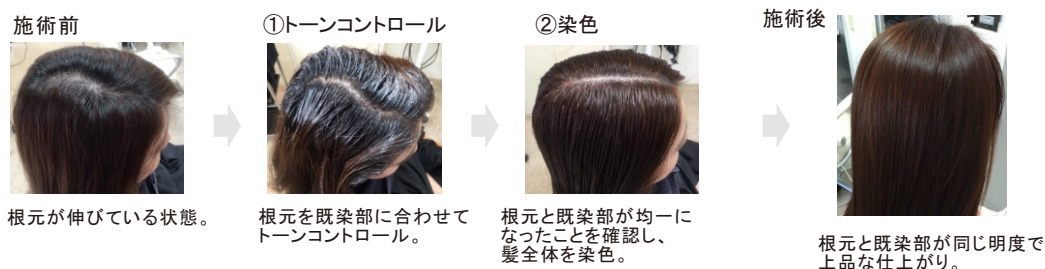 施術前
根元が伸びている状態。
①トーンコントロール
根元を既染部に合わせて
トーンコントロール。
②染色
根元と既染部が均一に
なったことを確認し、
髪全体を染色。
施術後
根元と既染部が同じ明度で
上品な仕上がり。